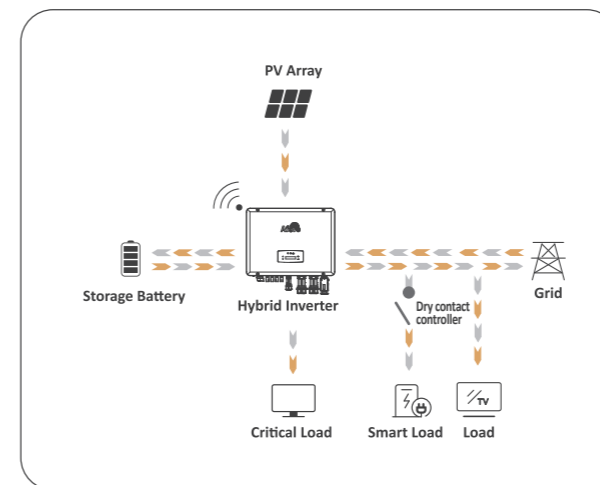 PV Array
Storage Battery
Hybrid Inverter
Grid
Dry contact
controller
TV
Critical Load
Smart Load
Load